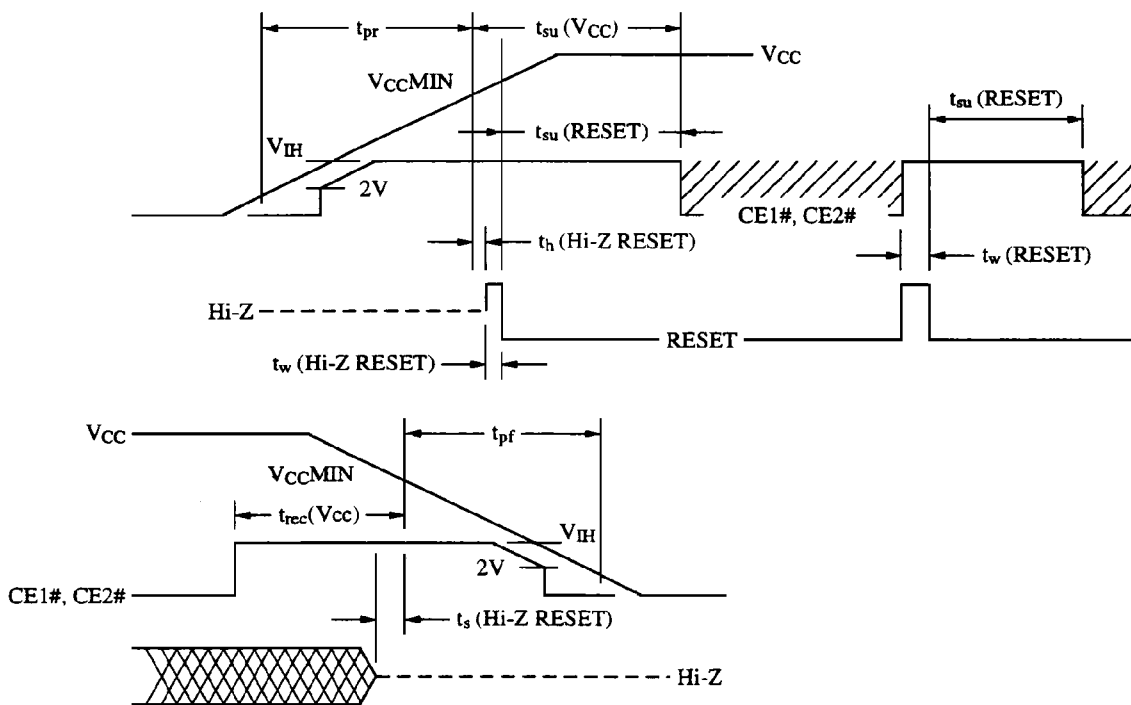 tpr
tsu (VCC)
VCC
VCCMIN
tsu (RESET)
tsu (RESET)
VIH
2V
CE1#, CE2#
th (Hi-Z RESET)
tw (RESET)
Hi-Z
RESET
tw (Hi-Z RESET)
VCC
tpf
VCCMIN
trec(Vcc)
VIH
2V
CE1#, CE2#
ts (Hi-Z RESET)
Hi-Z